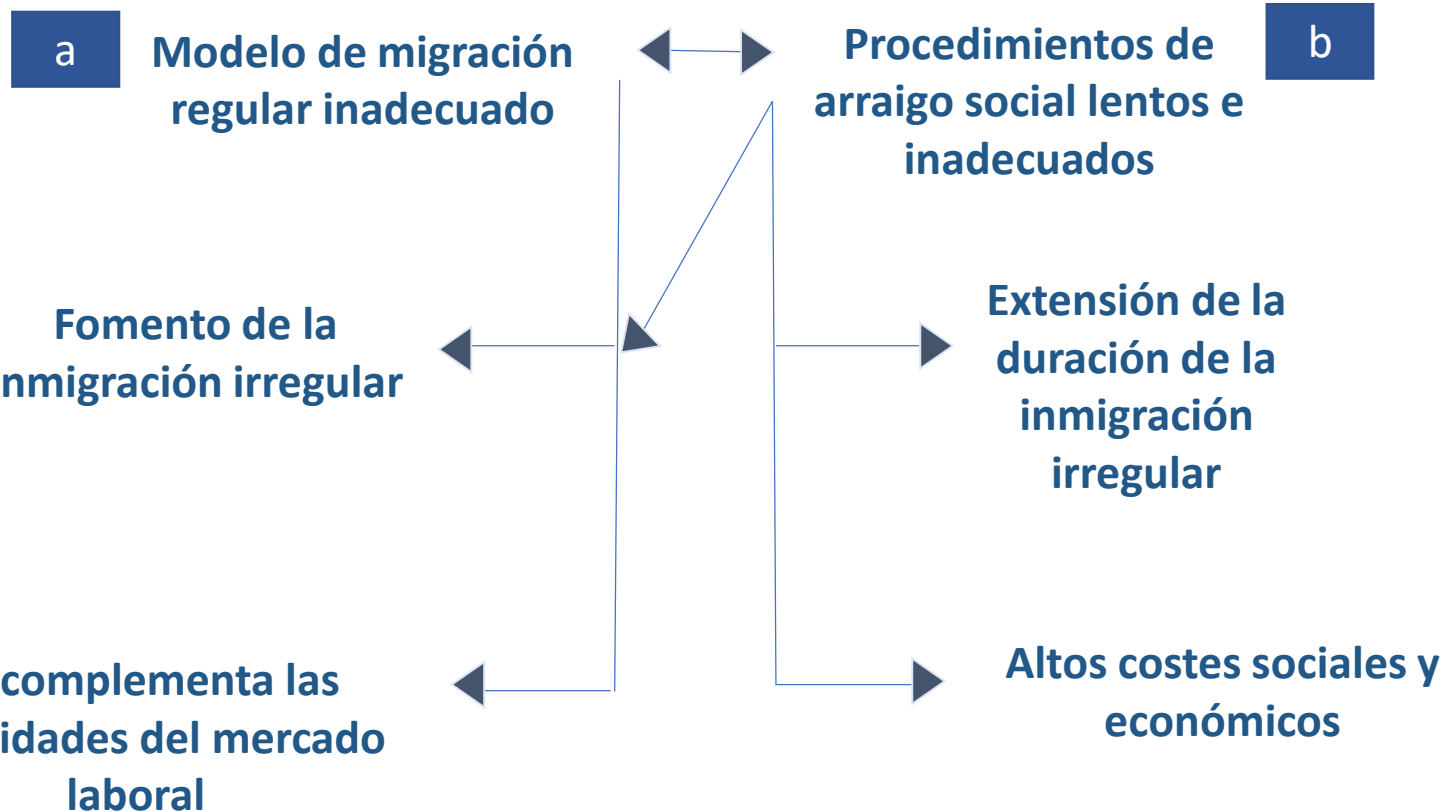 a
Modelo de migración
regular inadecuado
Procedimientos de
arraigo social lentos e
inadecuados
b
Fomento de la
nmigración irregular
Extensión de la
duración de la
inmigración
irregular
complementa las
idades del mercado
laboral
Altos costes sociales y
económicos